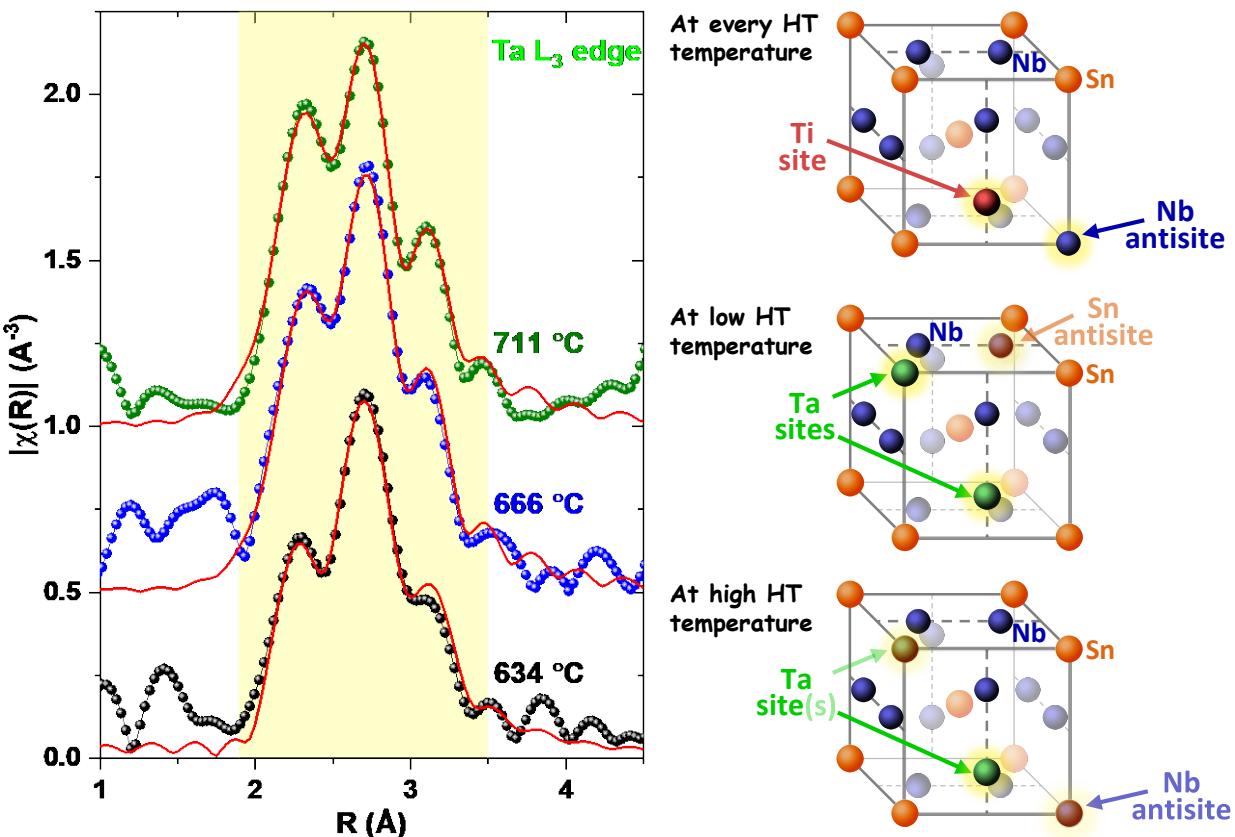 Ta L3 edge
711 °C
666 °C
634 °C
2.0
1.5
1.0
0.5
0.0
|χ(R)| (A-3)
1
2
3
4
R (Å)
At every HT
temperature
Nb
Sn
Ti
site
Nb
antisite
At low HT
temperature
Nb
Sn
antisite
Sn
Ta
sites
At high HT
temperature
Nb
Sn
Ta
site(s)
Nb
antisite